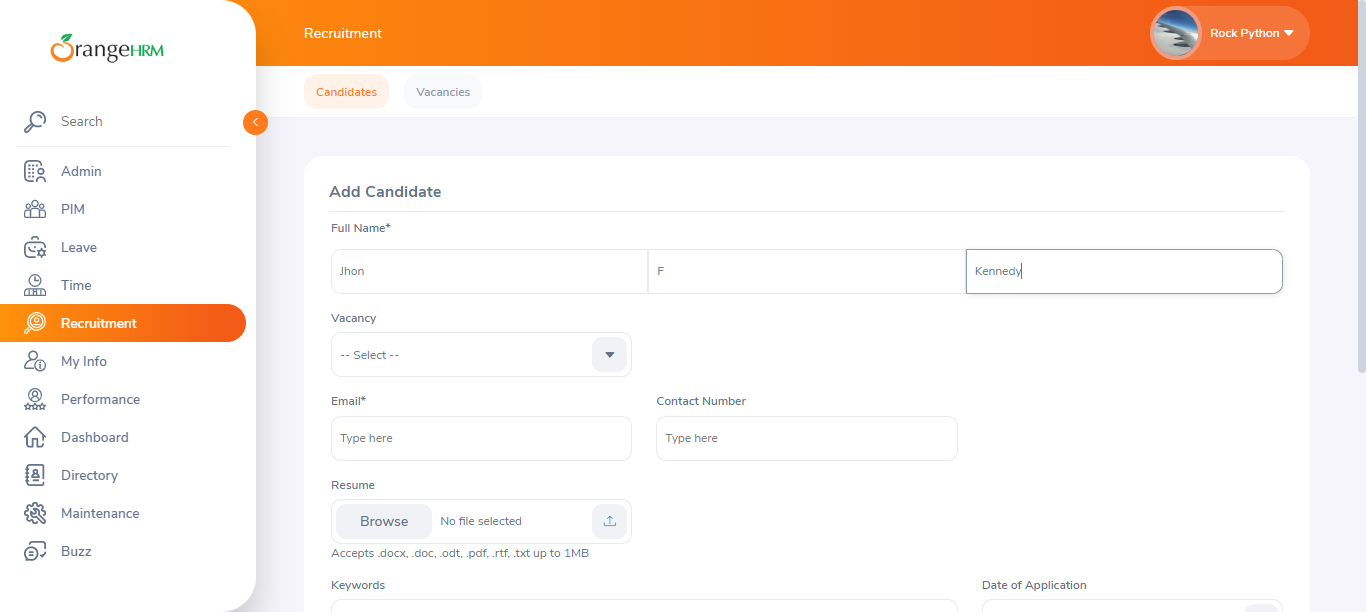 OrangeHRM
Recruitment
Rock Python
Candidates
Vacancies
Search
Admin
PIM
Leave
Time
Recruitment
My Info
Performance
Dashboard
Directory
Maintenance
Buzz
Add Candidate
Full Name*
Jhon F Kennedy
Vacancy
-- Select --
Email* Contact Number
Type here Type here
Resume
Browse No file selected
Accepts .docx, .doc, .odt, .pdf, .rtf, .txt up to 1MB
Keywords Date of Application